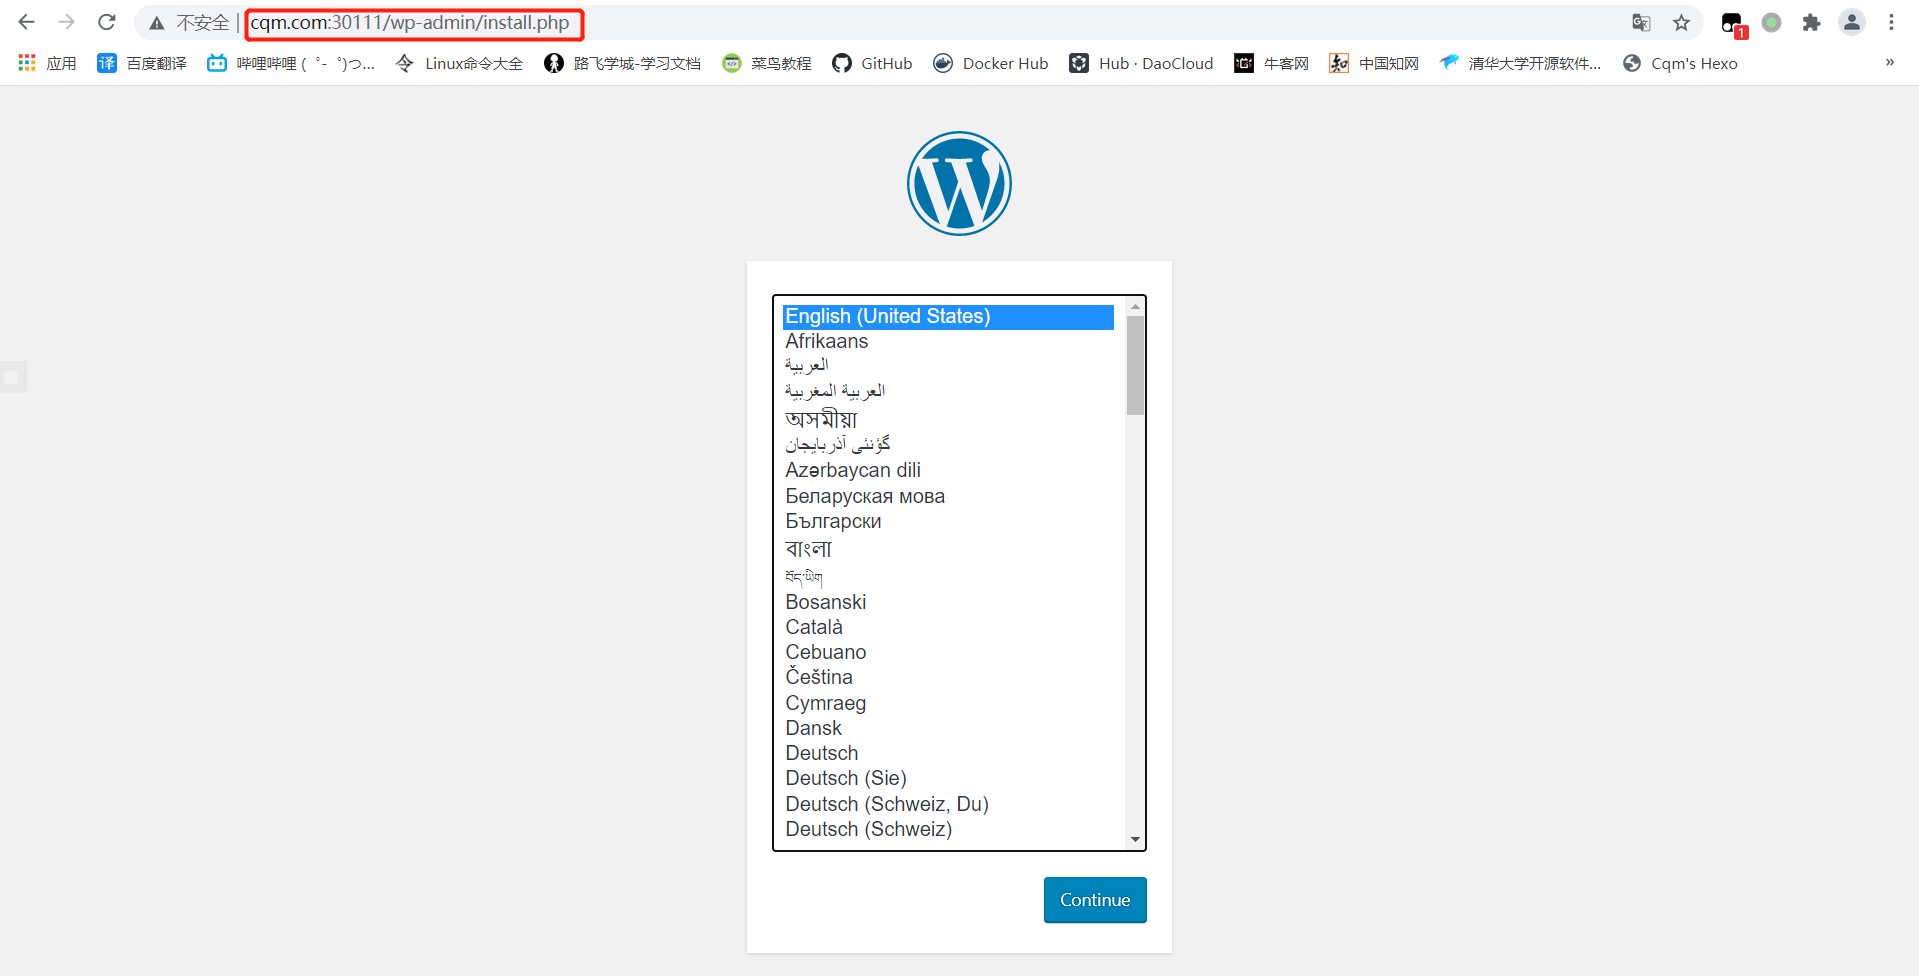 不安全 | cqm.com:30111/wp-admin/install.php
1
应用 译 百度翻译 哔哩哔哩 ( ゜- ゜)つ... Linux命令大全 路飞学城-学习文档 菜鸟教程 GitHub Docker Hub Hub · DaoCloud 牛客网 中国知网 清华大学开源软件... Cqm's Hexo »
English (United States)
Afrikaans
العربية
العربية المغربية
অসমীয়া
گؤنئی آذربایجان
Azərbaycan dili
Беларуская мова
Български
বাংলা
བོད་ཡིག
Bosanski
Català
Cebuano
Čeština
Cymraeg
Dansk
Deutsch
Deutsch (Sie)
Deutsch (Schweiz, Du)
Deutsch (Schweiz)
Continue